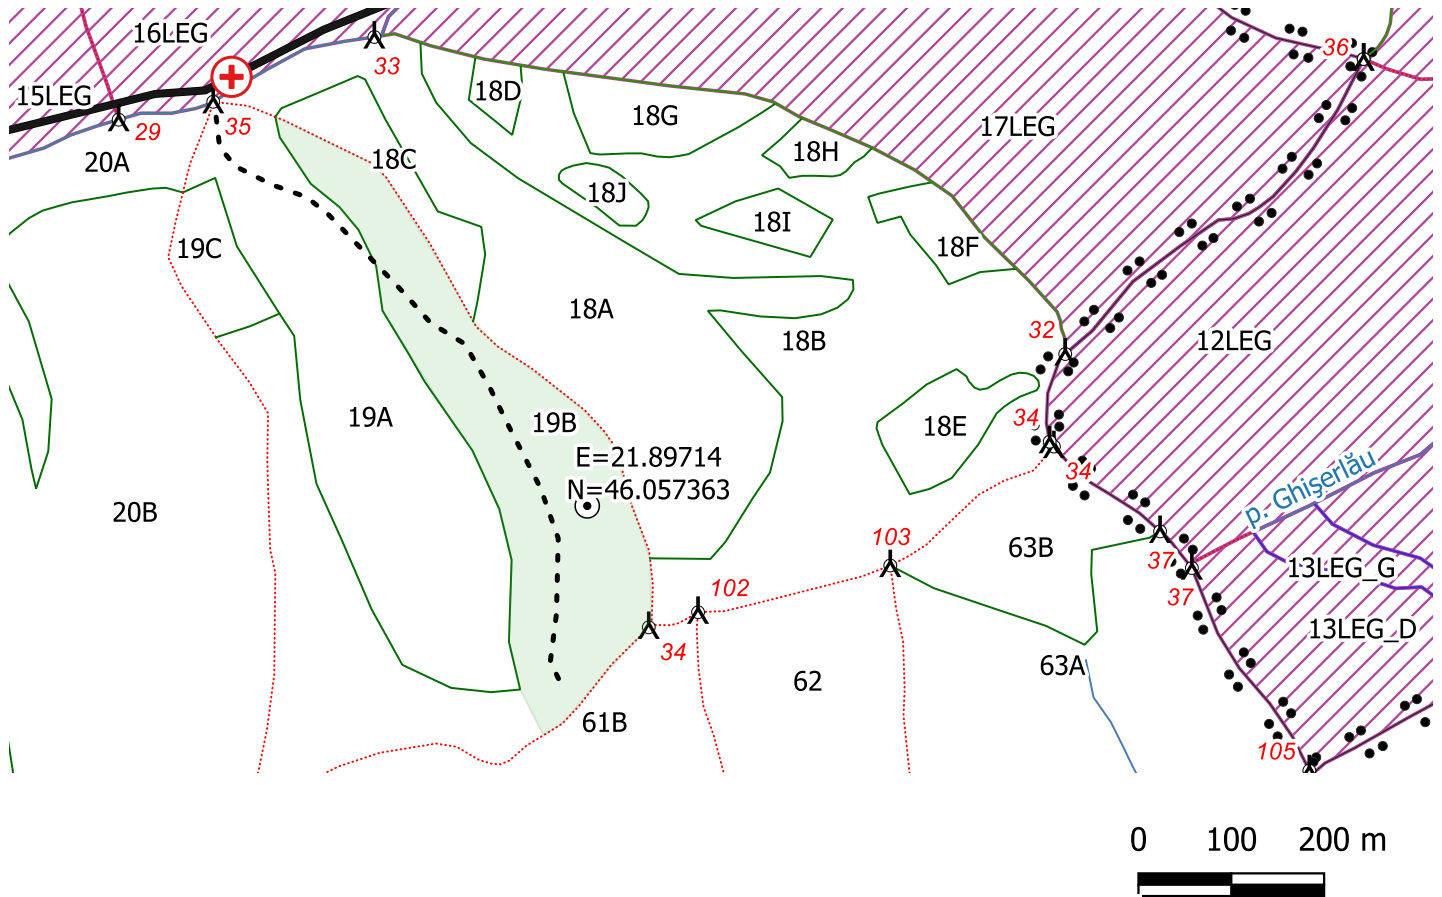 16LEG
33
36
15LEG
29
35
18D
18G
17LEG
20A
18C
18H
18J
18I
19C
18F
18A
32
18B
12LEG
19A
19B
34
18E
E=21.89714
N=46.057363
34
p. Ghişerlău
20B
103
63B
37
13LEG_G
37
102
13LEG_D
34
63A
62
61B
105
0 100 200 m